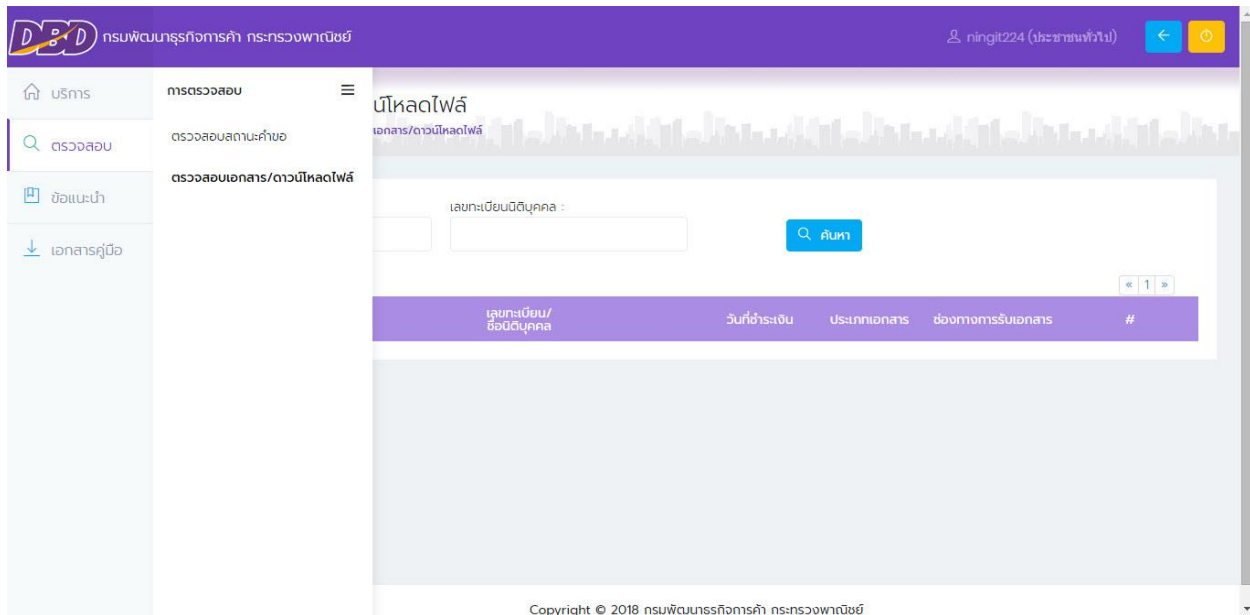 DBD กรมพัฒนาธุรกิจการค้า กระทรวงพาณิชย์
ningit224 (ประชาชนทั่วไป)
บริการ
ตรวจสอบ
ข้อแนะนำ
เอกสารคู่มือ
การตรวจสอบ
ตรวจสอบสถานะคำขอ
ตรวจสอบเอกสาร/ดาวน์โหลดไฟล์
น์โหลดไฟล์
เอกสาร/ดาวน์โหลดไฟล์
เลขทะเบียนนิติบุคคล :
ค้นหา
« 1 »
เลขทะเบียน/
ชื่อนิติบุคคล
วันที่ชำระเงิน
ประเภทเอกสาร
ช่องทางการรับเอกสาร
#
Copyright © 2018 กรมพัฒนาธุรกิจการค้า กระทรวงพาณิชย์